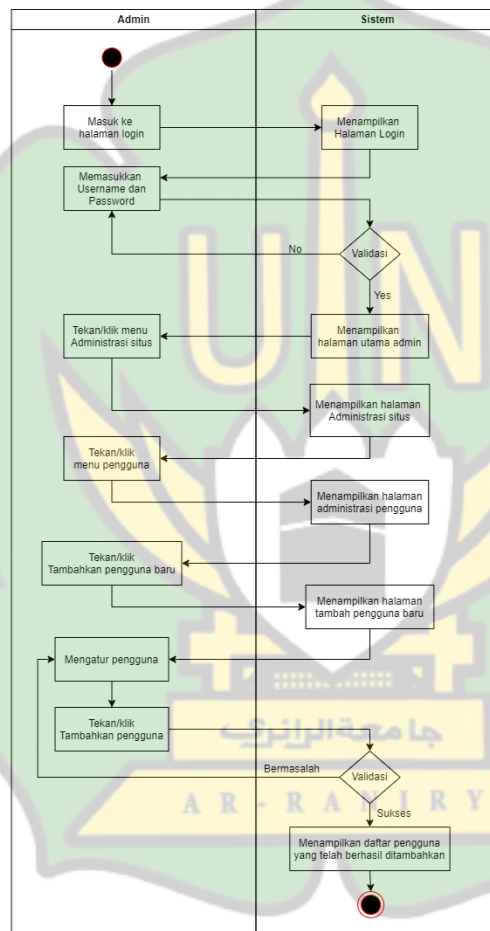 Admin
Sistem
Masuk ke
halaman login
Menampilkan
Halaman Login
Memasukkan
Username dan
Password
Validasi
No
Yes
Tekan/klik menu
Administrasi situs
Menampilkan
halaman utama admin
Menampilkan halaman
Administrasi situs
Tekan/klik
menu pengguna
Menampilkan halaman
administrasi pengguna
Tekan/klik
Tambahkan pengguna baru
Menampilkan halaman
tambah pengguna baru
Mengatur pengguna
Tekan/klik
Tambahkan pengguna
Bermasalah
Validasi
Sukses
Menampilkan daftar pengguna
yang telah berhasil ditambahkan
UIN
جامعة الرانري
AR-RANIRY